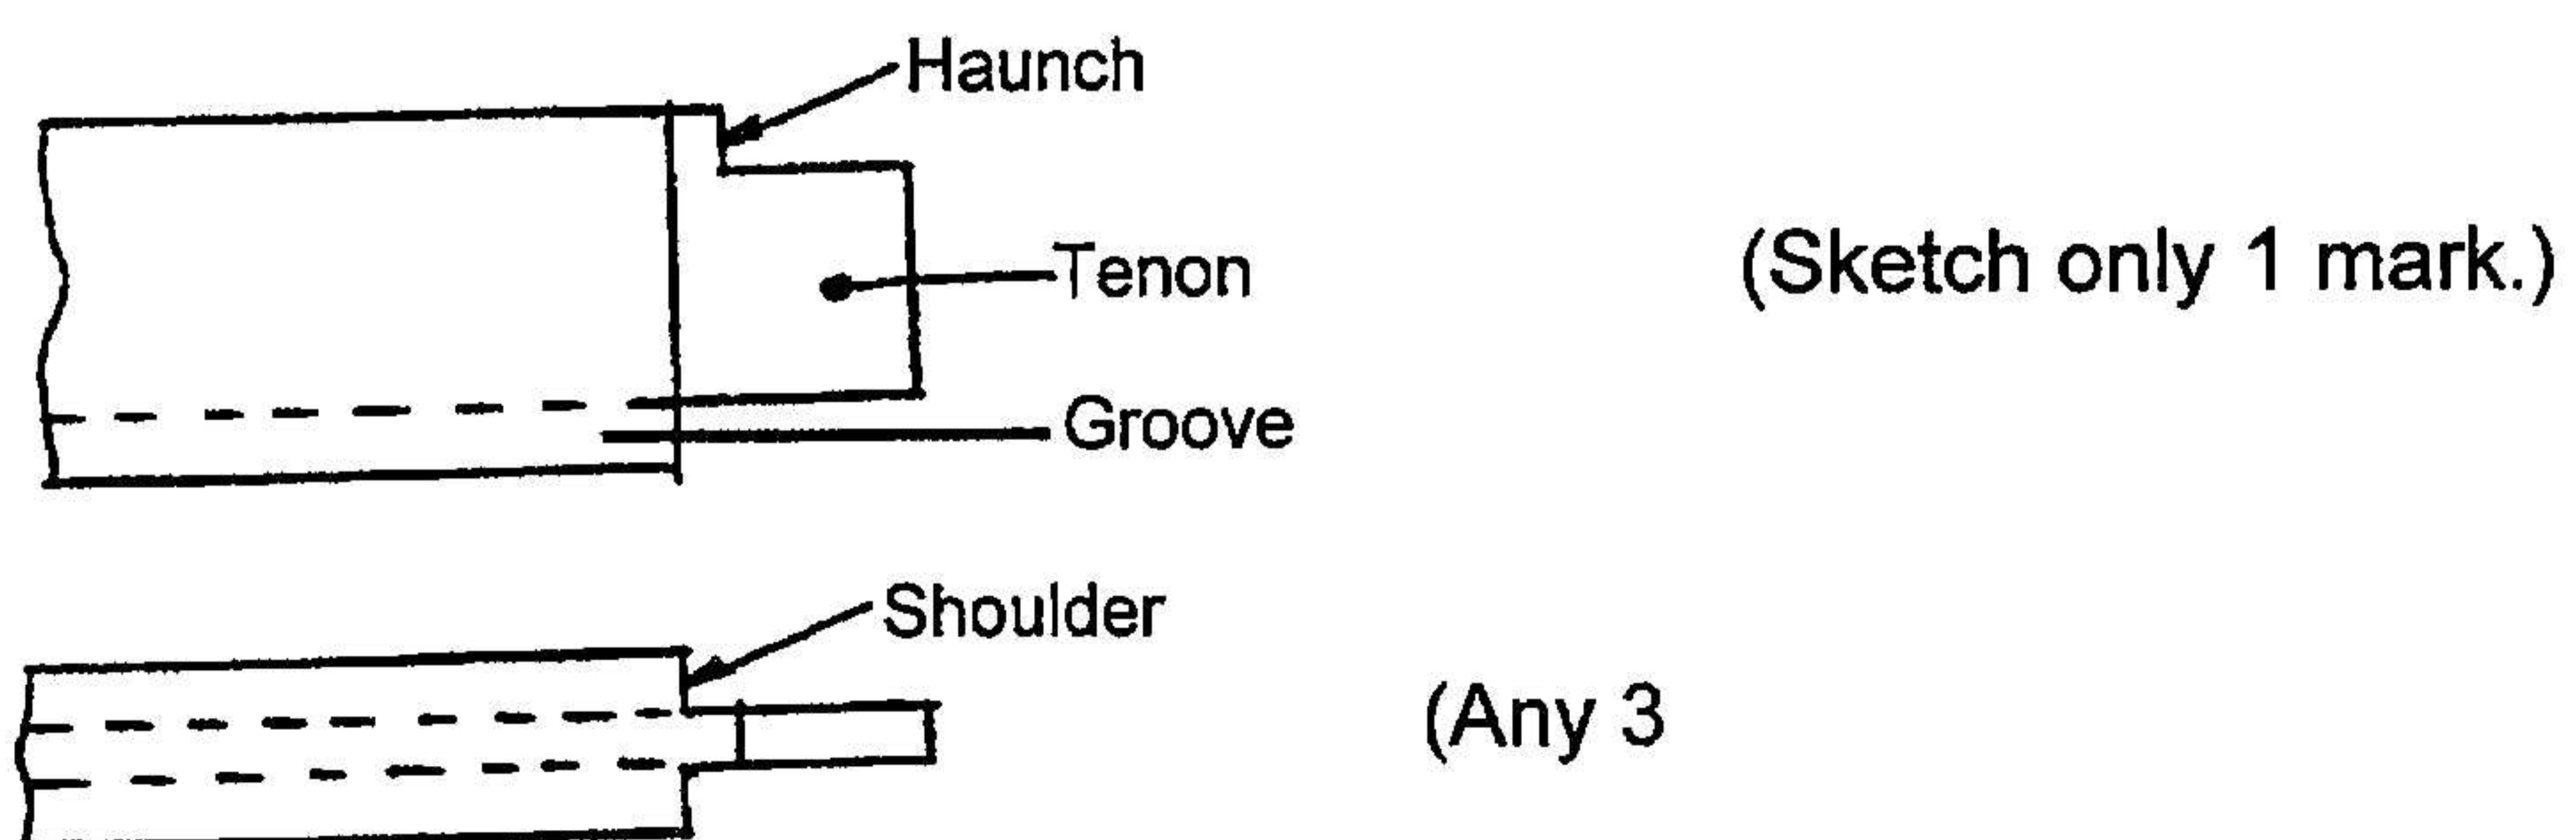 Haunch
Tenon
(Sketch only 1 mark.)
Groove
Shoulder
(Any 3